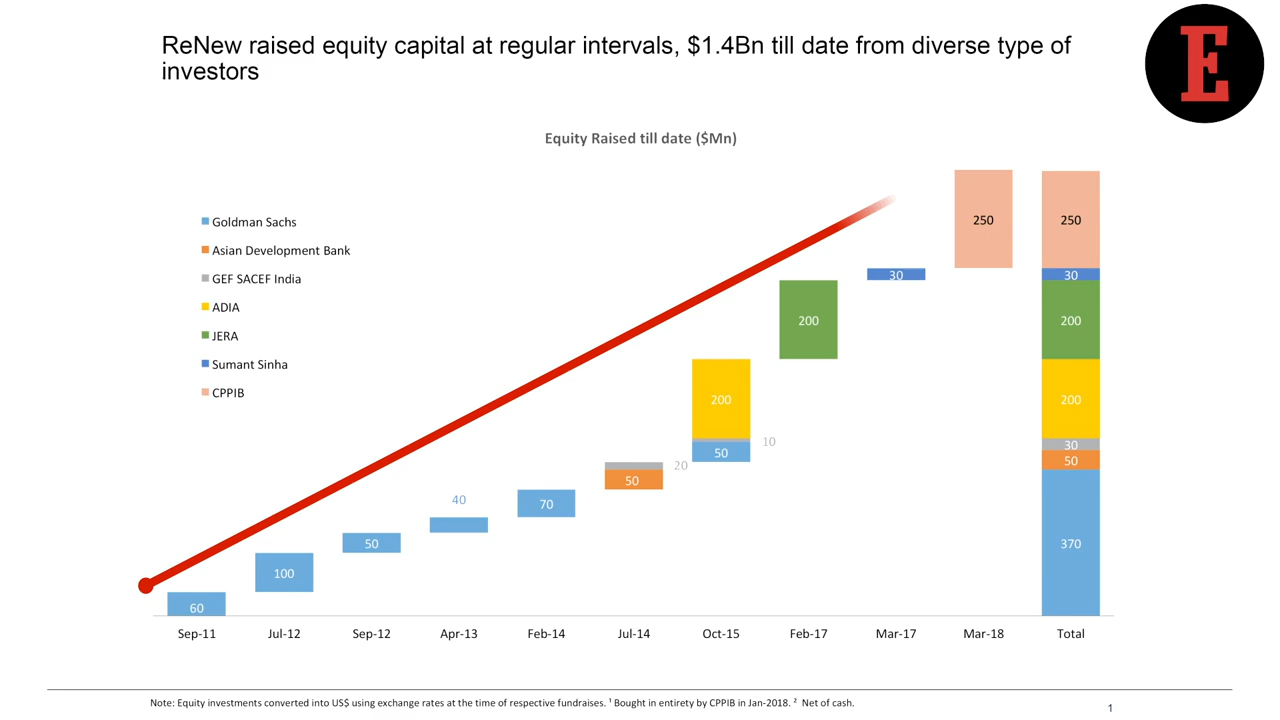 ReNew raised equity capital at regular intervals, $1.4Bn till date from diverse type of
investors
E
Equity Raised till date ($Mn)
Goldman Sachs
Asian Development Bank
GEF SACEF India
ADIA
JERA
Sumant Sinha
CPPIB
60
100
50
40
70
50
20
50
10
200
200
30
250
250
30
200
200
30
50
370
Sep-11 Jul-12 Sep-12 Apr-13 Feb-14 Jul-14 Oct-15 Feb-17 Mar-17 Mar-18 Total
Note: Equity investments converted into US$ using exchange rates at the time of respective fundraises. ¹ Bought in entirety by CPPIB in Jan-2018. ² Net of cash.
1